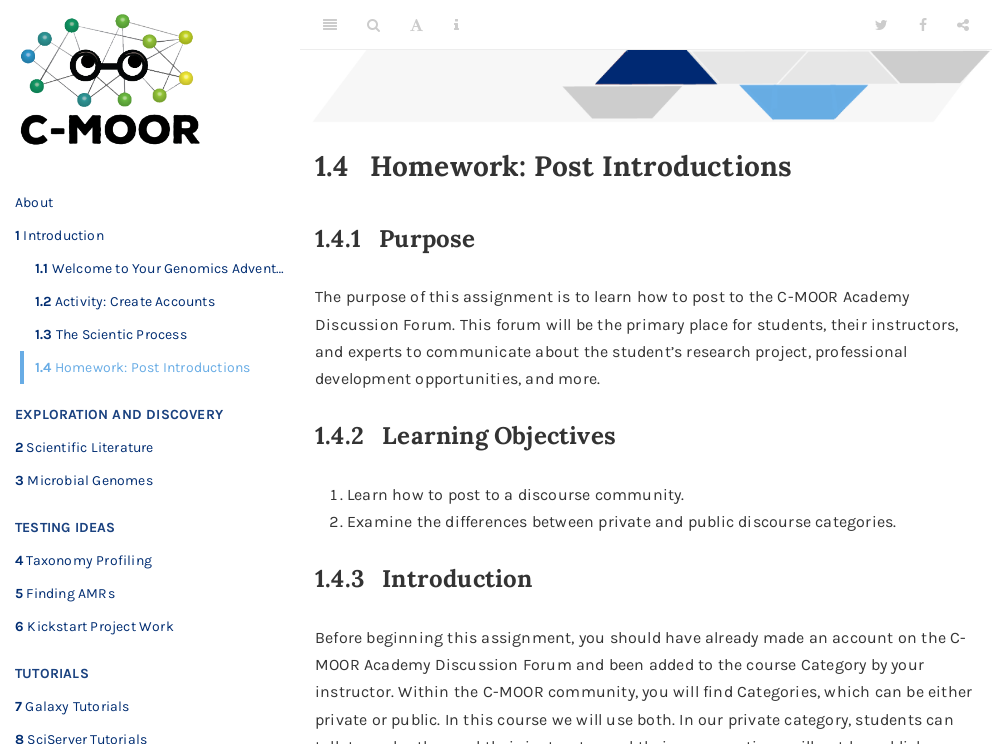 C-MOOR
About
1 Introduction
1.1 Welcome to Your Genomics Advent…
1.2 Activity: Create Accounts
1.3 The Scientic Process
1.4 Homework: Post Introductions
EXPLORATION AND DISCOVERY
2 Scientific Literature
3 Microbial Genomes
TESTING IDEAS
4 Taxonomy Profiling
5 Finding AMRs
6 Kickstart Project Work
TUTORIALS
7 Galaxy Tutorials
8 SciServer Tutorials
A
i
1.4 Homework: Post Introductions
1.4.1 Purpose
The purpose of this assignment is to learn how to post to the C-MOOR Academy
Discussion Forum. This forum will be the primary place for students, their instructors,
and experts to communicate about the student's research project, professional
development opportunities, and more.
1.4.2 Learning Objectives
1. Learn how to post to a discourse community.
2. Examine the differences between private and public discourse categories.
1.4.3 Introduction
Before beginning this assignment, you should have already made an account on the C-
MOOR Academy Discussion Forum and been added to the course Category by your
instructor. Within the C-MOOR community, you will find Categories, which can be either
private or public. In this course we will use both. In our private category, students can